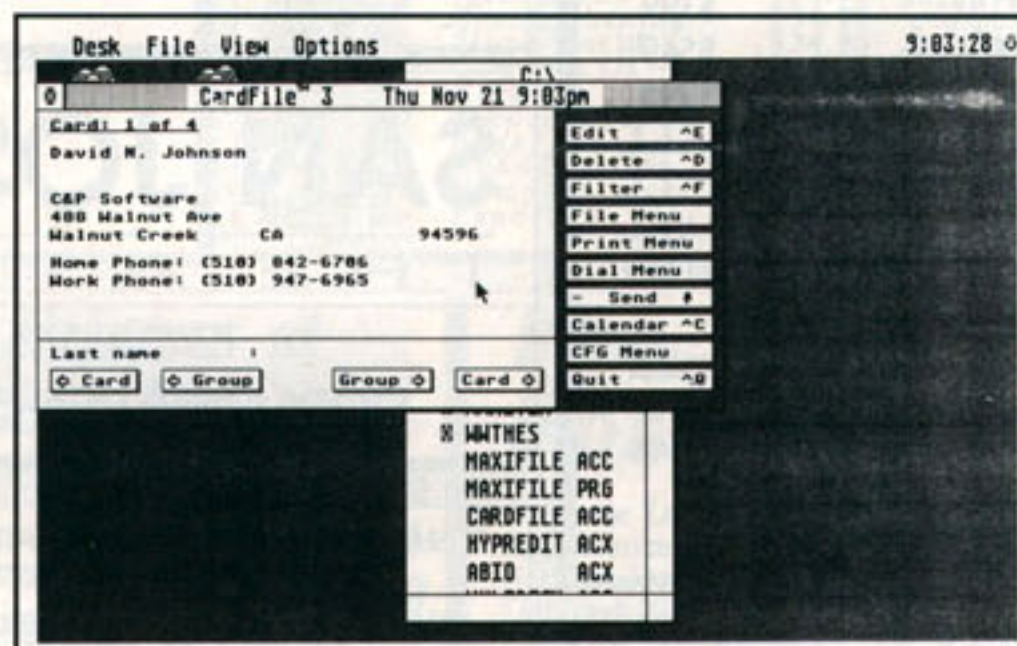 Desk File View Options 9:03:28
C:\
CardFile™ 3 Thu Nov 21 9:03pm
Card: 1 of 4
David M. Johnson
C&P Software
400 Walnut Ave
Walnut Creek CA 94596
Home Phone: (510) 842-6706
Work Phone: (510) 947-6965
Last name :
Card Group Group Card
Edit ^E
Delete ^D
Filter ^F
File Menu
Print Menu
Dial Menu
- Send
Calendar ^C
CFG Menu
Quit ^Q
WWTHES
MAXIFILE ACC
MAXIFILE PRG
CARDFILE ACC
HYPREDIT ACX
ABIO ACX